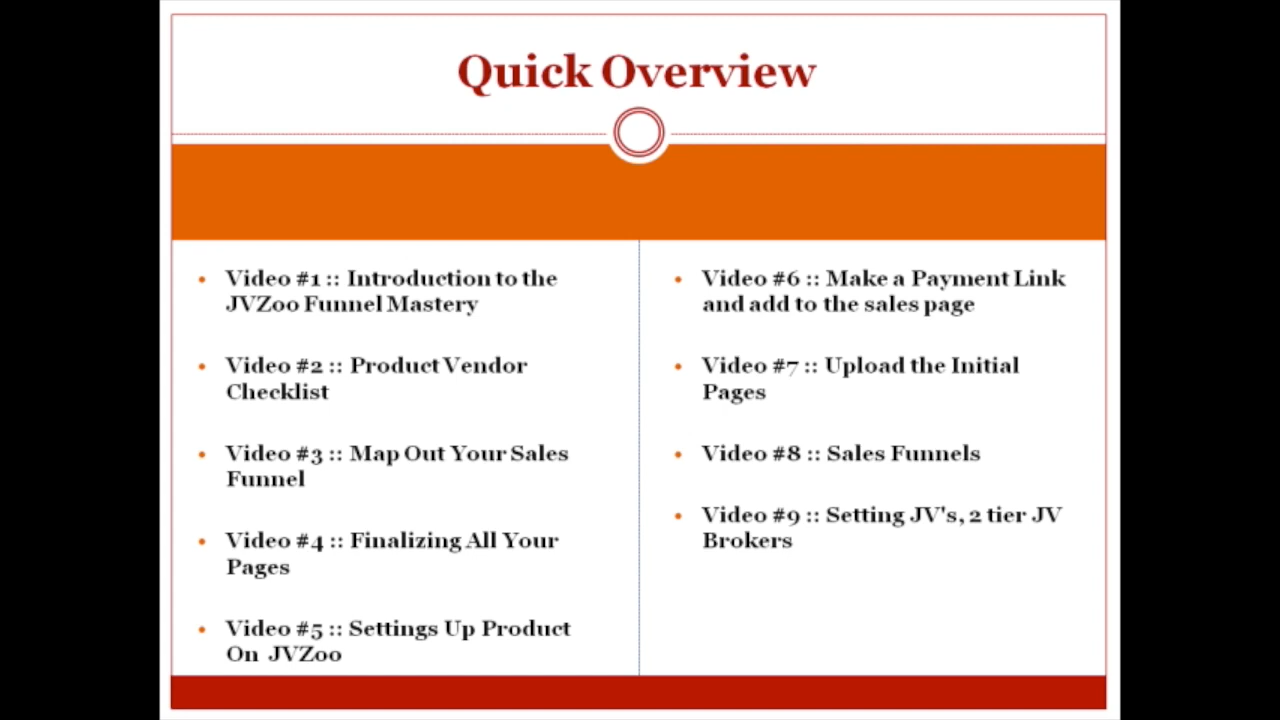 Quick Overview
Video #1 :: Introduction to the
JVZoo Funnel Mastery
Video #2 :: Product Vendor
Checklist
Video #3 :: Map Out Your Sales
Funnel
Video #4 :: Finalizing All Your
Pages
Video #5 :: Settings Up Product
On JVZoo
Video #6 :: Make a Payment Link
and add to the sales page
Video #7 :: Upload the Initial
Pages
Video #8 :: Sales Funnels
Video #9 :: Setting JV's, 2 tier JV
Brokers